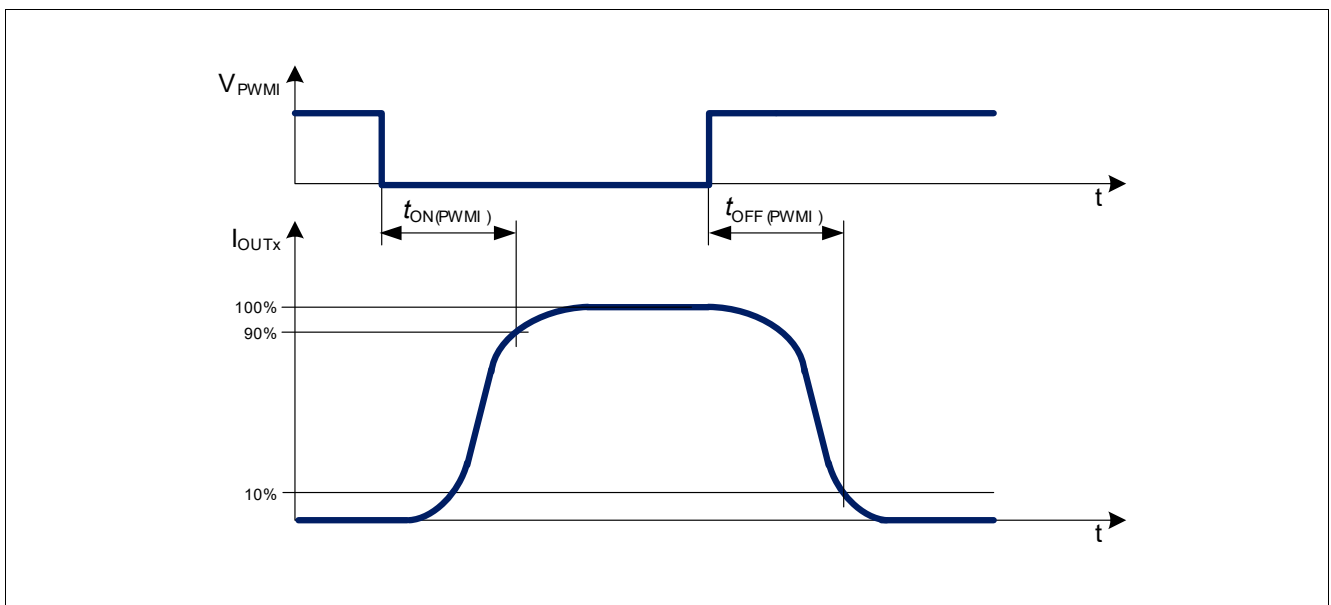 VPWMI
t
tON(PWMI )
tOFF(PWMI )
IOUTx
100%
90%
10%
t